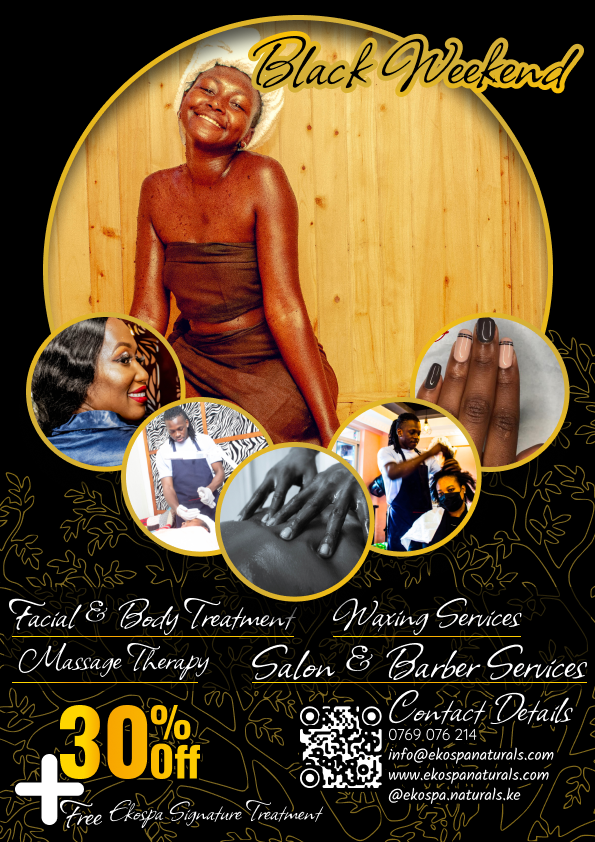 Black Weekend
Facial & Body Treatment
Waxing Services
Massage Therapy
Salon & Barber Services
30% Off
+ Free Ekospa Signature Treatment
Contact Details
0769 076 214
info@ekospanaturals.com
www.ekospanaturals.com
@ekospa.naturals.ke